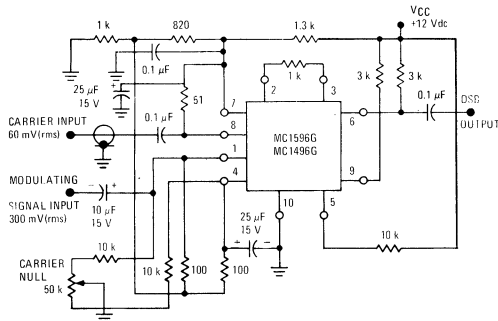 1 k
820
1.3 k
VCC
+12 Vdc
0.1 µF
1 k
3 k
3 k
25 µF
15 V
51
2
3
0.1 µF
0.1 µF
7
6
DSB
OUTPUT
CARRIER INPUT
60 mV(rms)
8
MC1596G
MC1496G
1
MODULATING
SIGNAL INPUT
300 mV(rms)
- +
10 µF
15 V
4
9
10
5
25 µF
15 V
+ -
10 k
10 k
10 k
100
100
CARRIER
NULL
50 k
+